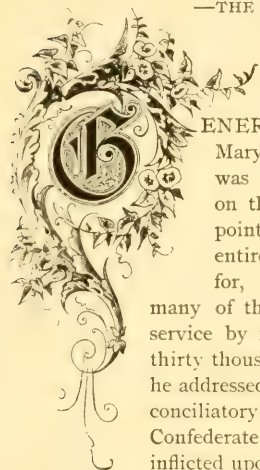 —THE
GENER
Mary
was
on th
point
entire
for,
many of th
service by
thirty thous
he addressed
conciliatory
Confederate
inflicted upo